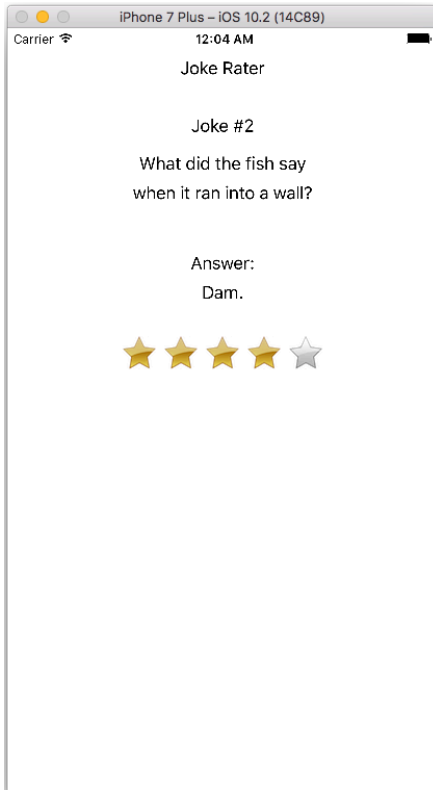 iPhone 7 Plus – iOS 10.2 (14C89)
Carrier 12:04 AM
Joke Rater
Joke #2
What did the fish say
when it ran into a wall?
Answer:
Dam.